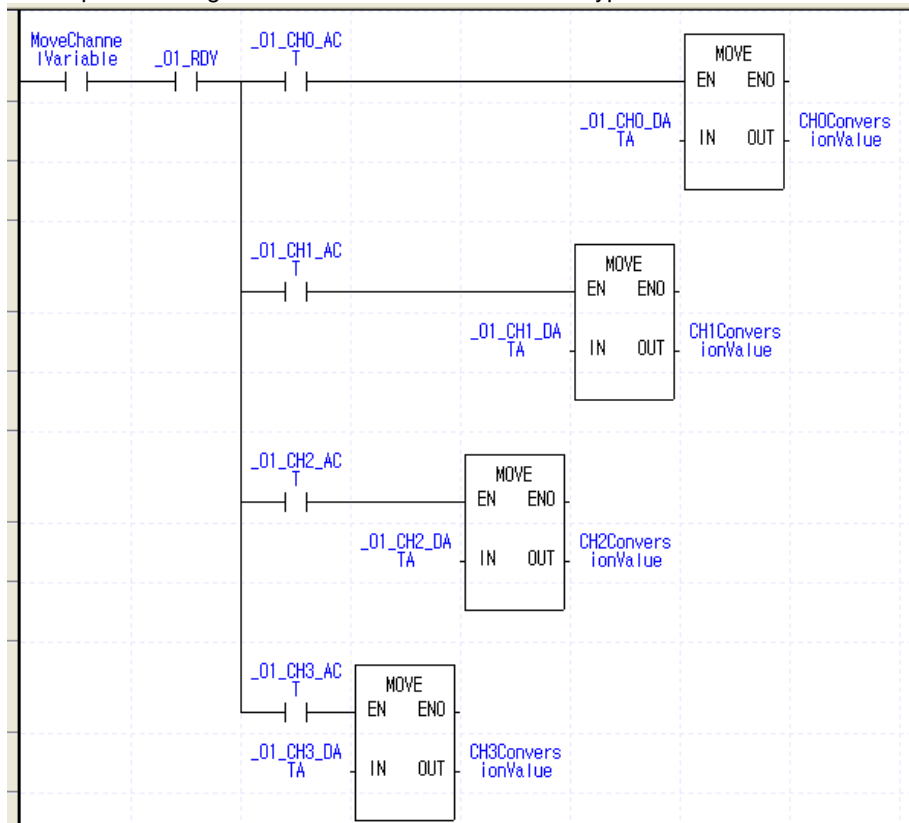 MoveChanne
lVariable
_01_RDY
_01_CH0_AC
T
MOVE
EN ENO
_01_CH0_DA
TA
IN OUT
CH0Convers
ionValue
_01_CH1_AC
T
MOVE
EN ENO
_01_CH1_DA
TA
IN OUT
CH1Convers
ionValue
_01_CH2_AC
T
MOVE
EN ENO
_01_CH2_DA
TA
IN OUT
CH2Convers
ionValue
_01_CH3_AC
T
MOVE
EN ENO
_01_CH3_DA
TA
IN OUT
CH3Convers
ionValue